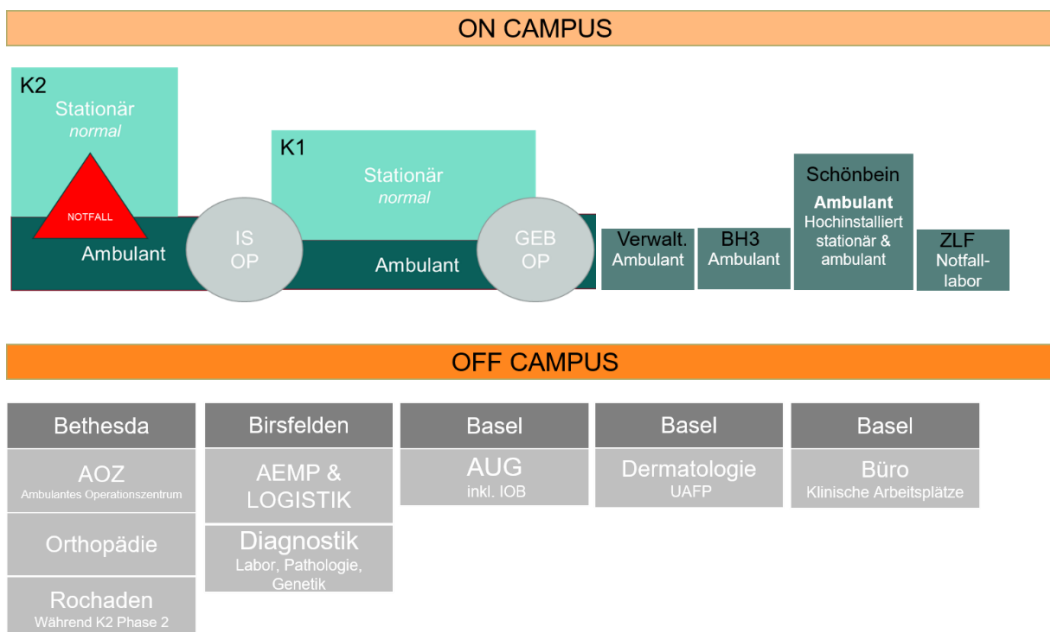 ON CAMPUS
K2
Stationär
normal
NOTFALL
Ambulant
IS
OP
K1
Stationär
normal
Ambulant
GEB
OP
Verwalt.
Ambulant
BH3
Ambulant
Schönbein
Ambulant
Hochinstalliert
stationär &
ambulant
ZLF
Notfall-
labor
OFF CAMPUS
Bethesda
AOZ
Ambulantes Operationszentrum
Orthopädie
Rochaden
Während K2 Phase 2
Birsfelden
AEMP &
LOGISTIK
Diagnostik
Labor, Pathologie,
Genetik
Basel
AUG
inkl. IOB
Basel
Dermatologie
UAFP
Basel
Büro
Klinische Arbeitsplätze